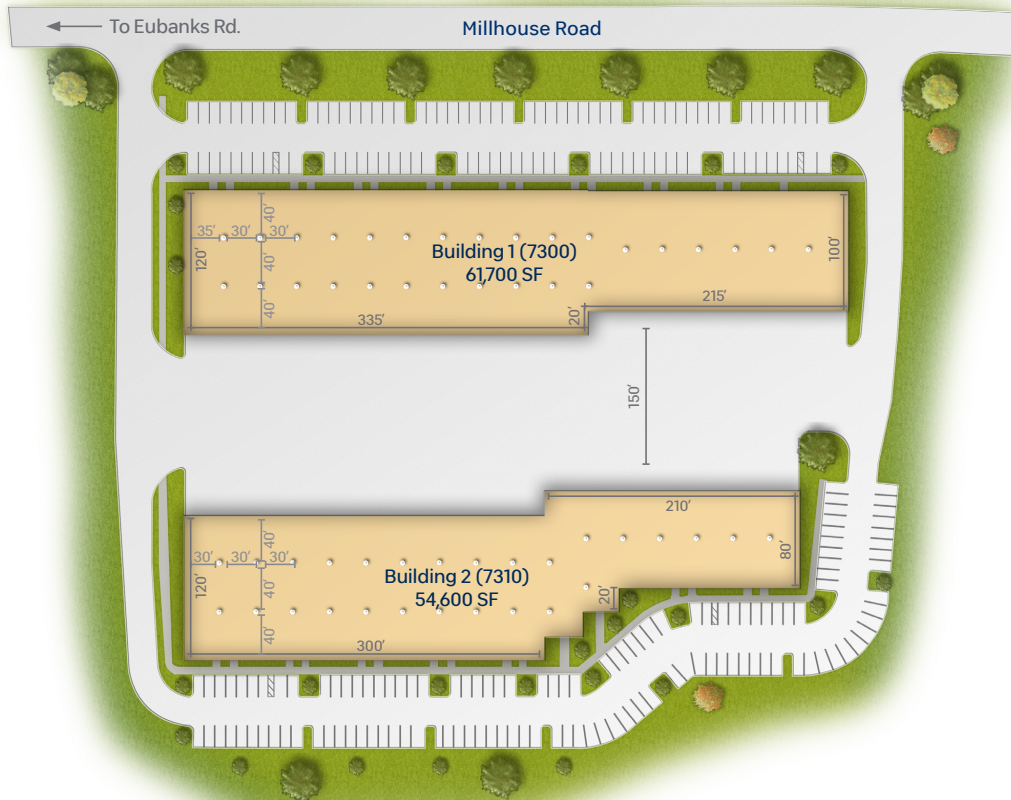 To Eubanks Rd.
Millhouse Road
40’
35’ 30’ 30’
120’
40’
40’
Building 1 (7300)
61,700 SF
100’
215’
335’
20’
150’
210’
40’
30’ 30’ 30’
120’
40’
40’
Building 2 (7310)
54,600 SF
80’
20’
300’